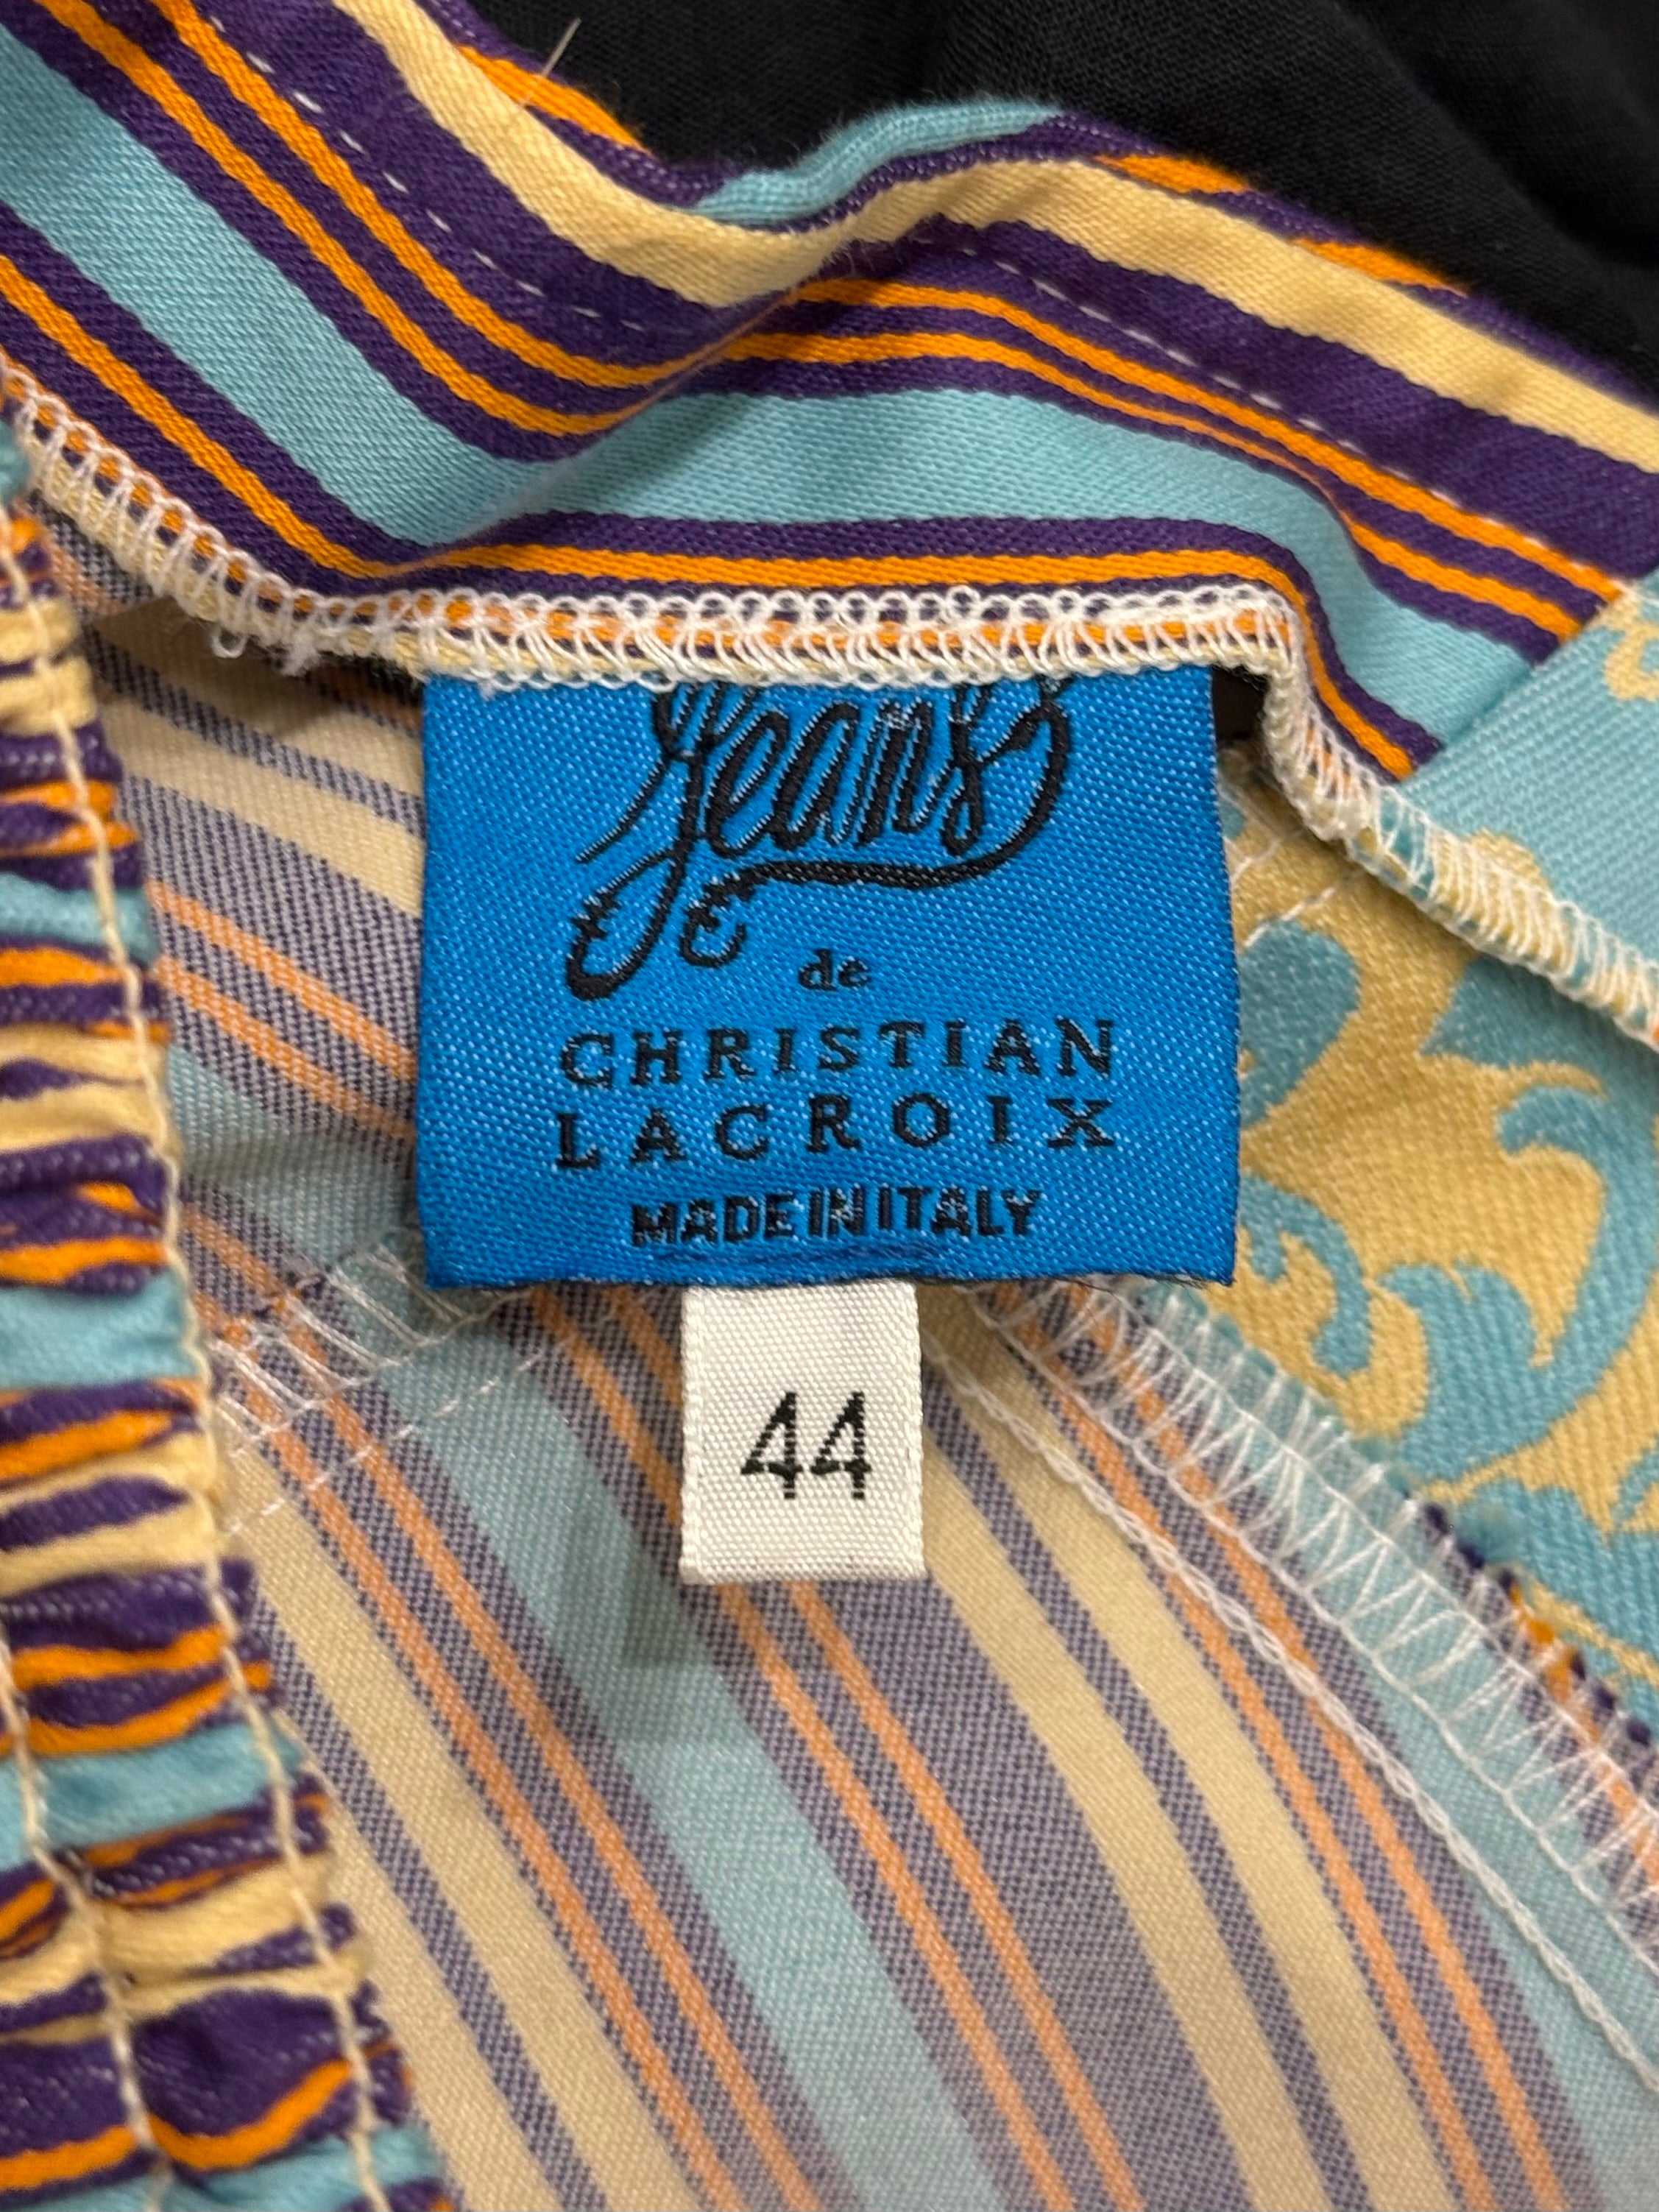 Jeans
de
CHRISTIAN
LACROIX
MADE IN ITALY
44